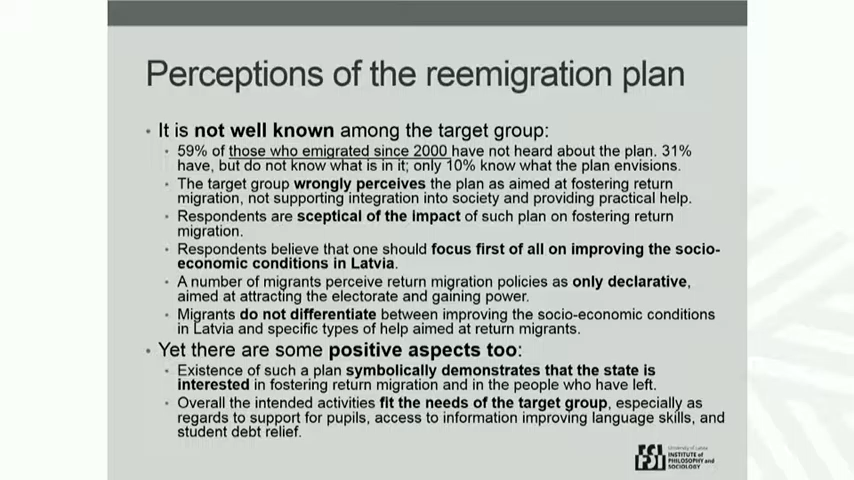 Perceptions of the reemigration plan
• It is not well known among the target group:
• 59% of those who emigrated since 2000 have not heard about the plan. 31%
have, but do not know what is in it; only 10% know what the plan envisions.
• The target group wrongly perceives the plan as aimed at fostering return
migration, not supporting integration into society and providing practical help.
• Respondents are sceptical of the impact of such plan on fostering return
migration.
• Respondents believe that one should focus first of all on improving the socio-
economic conditions in Latvia.
• A number of migrants perceive return migration policies as only declarative,
aimed at attracting the electorate and gaining power.
• Migrants do not differentiate between improving the socio-economic conditions
in Latvia and specific types of help aimed at return migrants.
• Yet there are some positive aspects too:
• Existence of such a plan symbolically demonstrates that the state is
interested in fostering return migration and in the people who have left.
• Overall the intended activities fit the needs of the target group, especially as
regards to support for pupils, access to information improving language skills, and
student debt relief.
University of Latvia
INSTITUTE of
PHILOSOPHY and
SOCIOLOGY